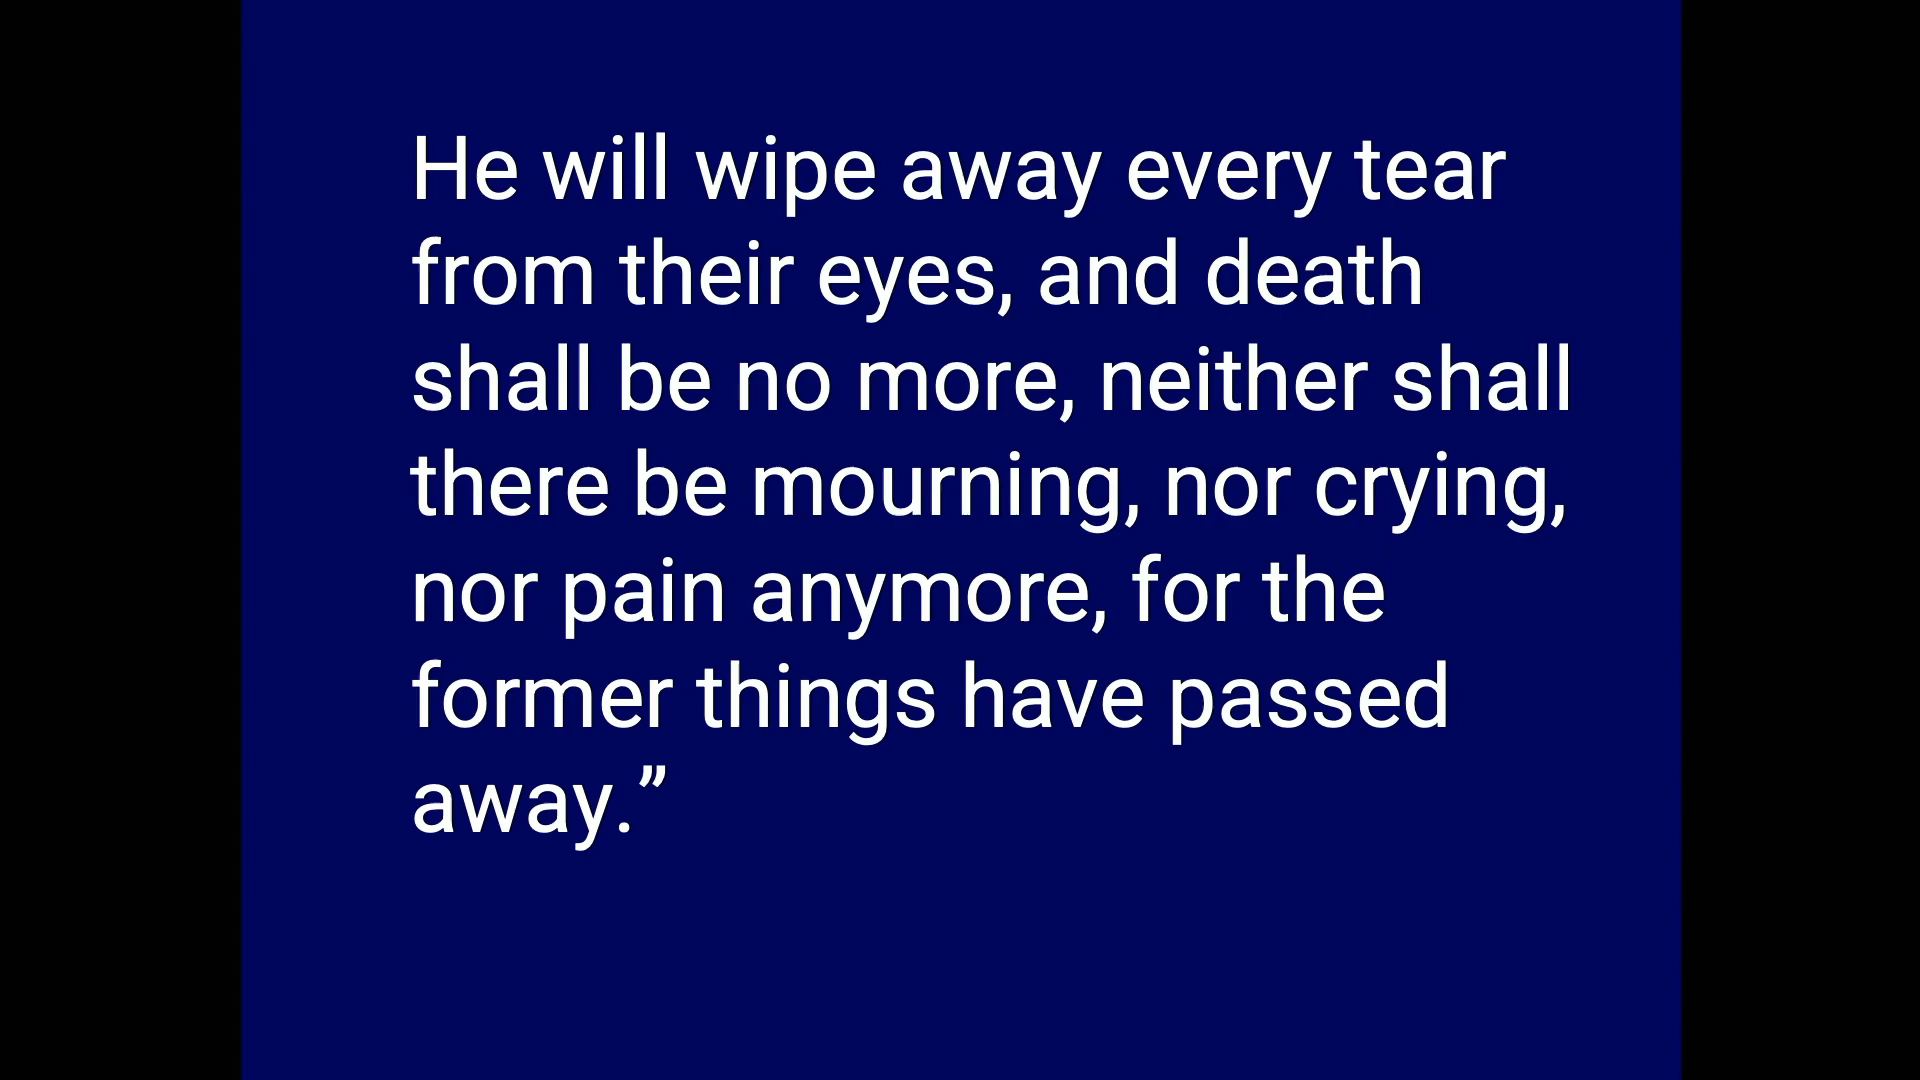 He will wipe away every tear
from their eyes, and death
shall be no more, neither shall
there be mourning, nor crying,
nor pain anymore, for the
former things have passed
away.”